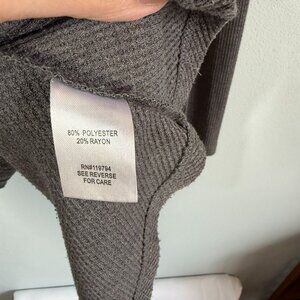 80% POLYESTER
20% RAYON
RN#119794
SEE REVERSE
FOR CARE